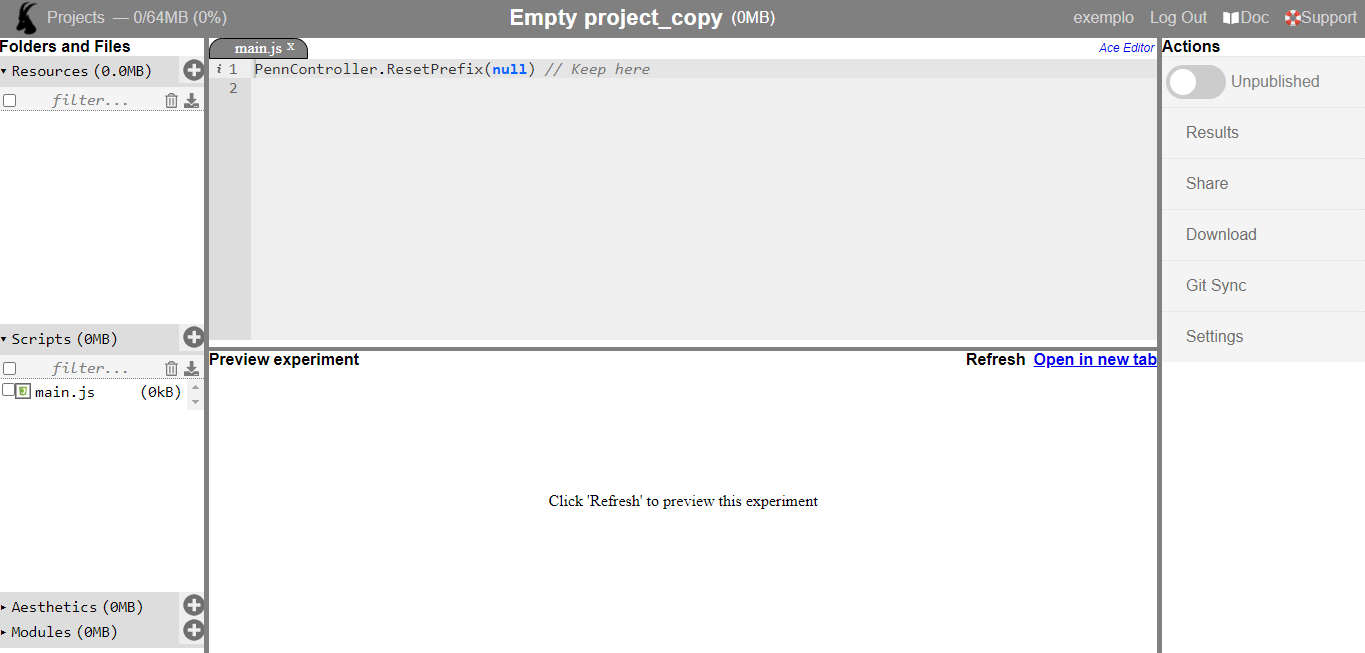 Projects — 0/64MB (0%) Empty project_copy (0MB) exemplo Log Out Doc Support
Folders and Files
Resources (0.0MB)
filter...
Scripts (0MB)
filter...
main.js (0kB)
Aesthetics (0MB)
Modules (0MB)
main.js x Ace Editor
i 1 PennController.ResetPrefix(null) // Keep here
2
Preview experiment Refresh Open in new tab
Click 'Refresh' to preview this experiment
Actions
Unpublished
Results
Share
Download
Git Sync
Settings